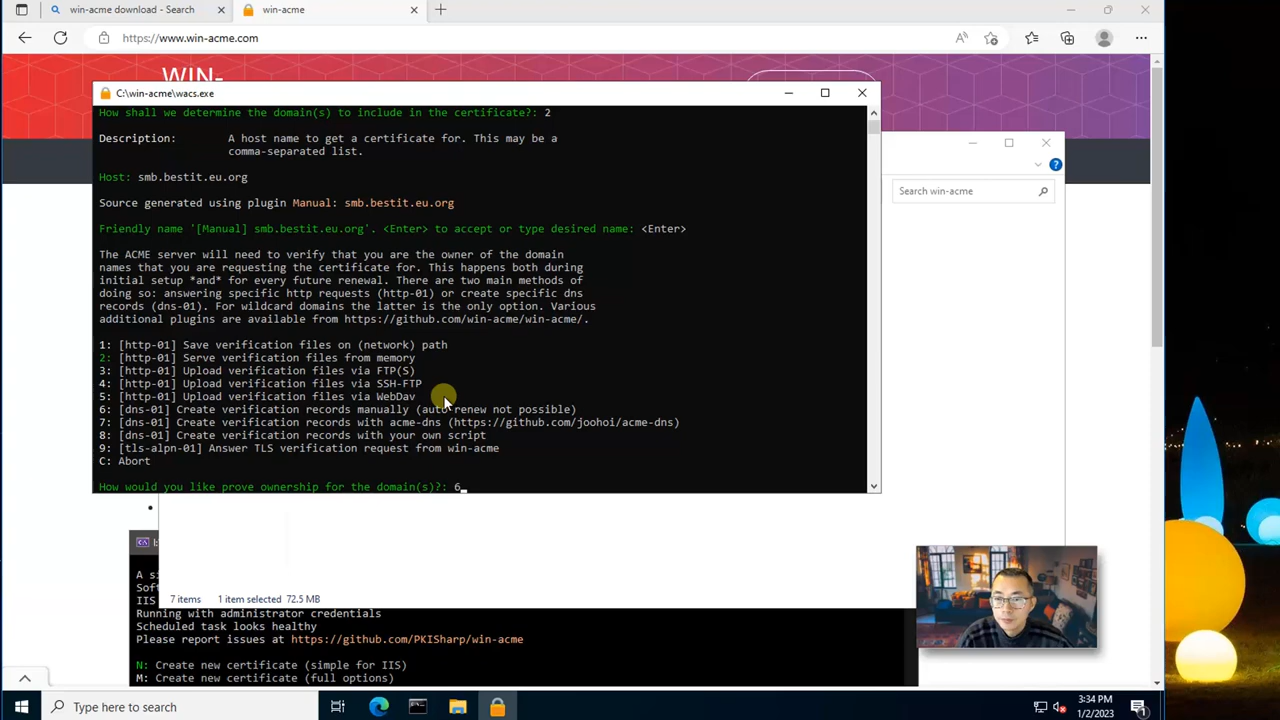 win-acme download - Search
win-acme
https://www.win-acme.com
WIN-
C:\win-acme\wacs.exe
How shall we determine the domain(s) to include in the certificate?: 2
Description: A host name to get a certificate for. This may be a
comma-separated list.
Host: smb.bestit.eu.org
Source generated using plugin Manual: smb.bestit.eu.org
Friendly name '[Manual] smb.bestit.eu.org'. <Enter> to accept or type desired name: <Enter>
The ACME server will need to verify that you are the owner of the domain
names that you are requesting the certificate for. This happens both during
initial setup *and* for every future renewal. There are two main methods of
doing so: answering specific http requests (http-01) or create specific dns
records (dns-01). For wildcard domains the latter is the only option. Various
additional plugins are available from https://github.com/win-acme/win-acme/.
1: [http-01] Save verification files on (network) path
2: [http-01] Serve verification files from memory
3: [http-01] Upload verification files via FTP(S)
4: [http-01] Upload verification files via SSH-FTP
5: [http-01] Upload verification files via WebDav
6: [dns-01] Create verification records manually (auto renew not possible)
7: [dns-01] Create verification records with acme-dns (https://github.com/joohoi/acme-dns)
8: [dns-01] Create verification records with your own script
9: [tls-alpn-01] Answer TLS verification request from win-acme
C: Abort
How would you like prove ownership for the domain(s)?: 6
Search win-acme
7 items 1 item selected 72.5 MB
A si
Soft
IIS
Running with administrator credentials
Scheduled task looks healthy
Please report issues at https://github.com/PKISharp/win-acme
N: Create new certificate (simple for IIS)
M: Create new certificate (full options)
Type here to search
3:34 PM
1/2/2023
1